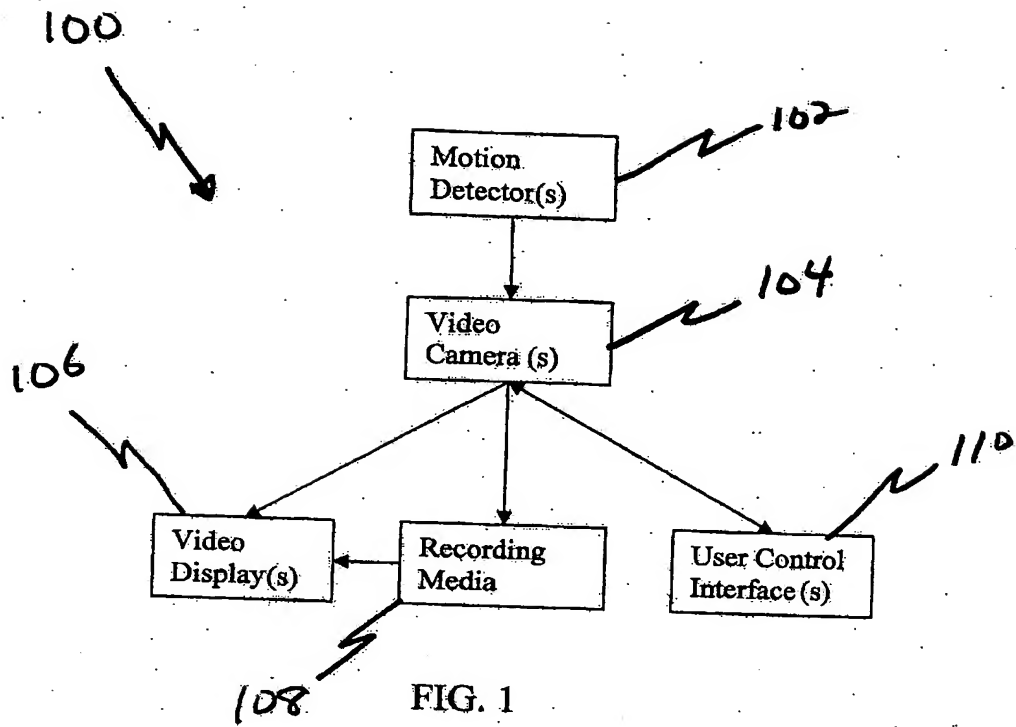 100
102
Motion
Detector(s)
104
Video
Camera (s)
106
110
Video
Display(s)
Recording
Media
User Control
Interface (s)
108
FIG. 1